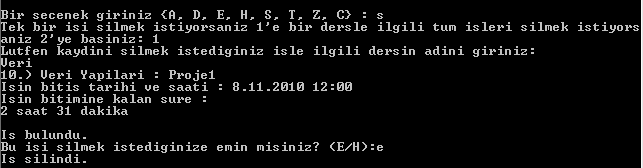 Bir secenek giriniz {A, D, E, H, S, T, Z, C} : s
Tek bir isi silmek istiyorsaniz 1'e bir dersle ilgili tum isleri silmek istiyors
aniz 2'ye basiniz: 1
Lutfen kaydini silmek istediginiz isle ilgili dersin adini giriniz:
Veri
10.) Veri Yapilari : Proje1
Isin bitis tarihi ve saati : 8.11.2010 12:00
Isin bitimine kalan sure :
2 saat 31 dakika
Is bulundu.
Bu isi silmek istediginize emin misiniz? (E/H):e
Is silindi.